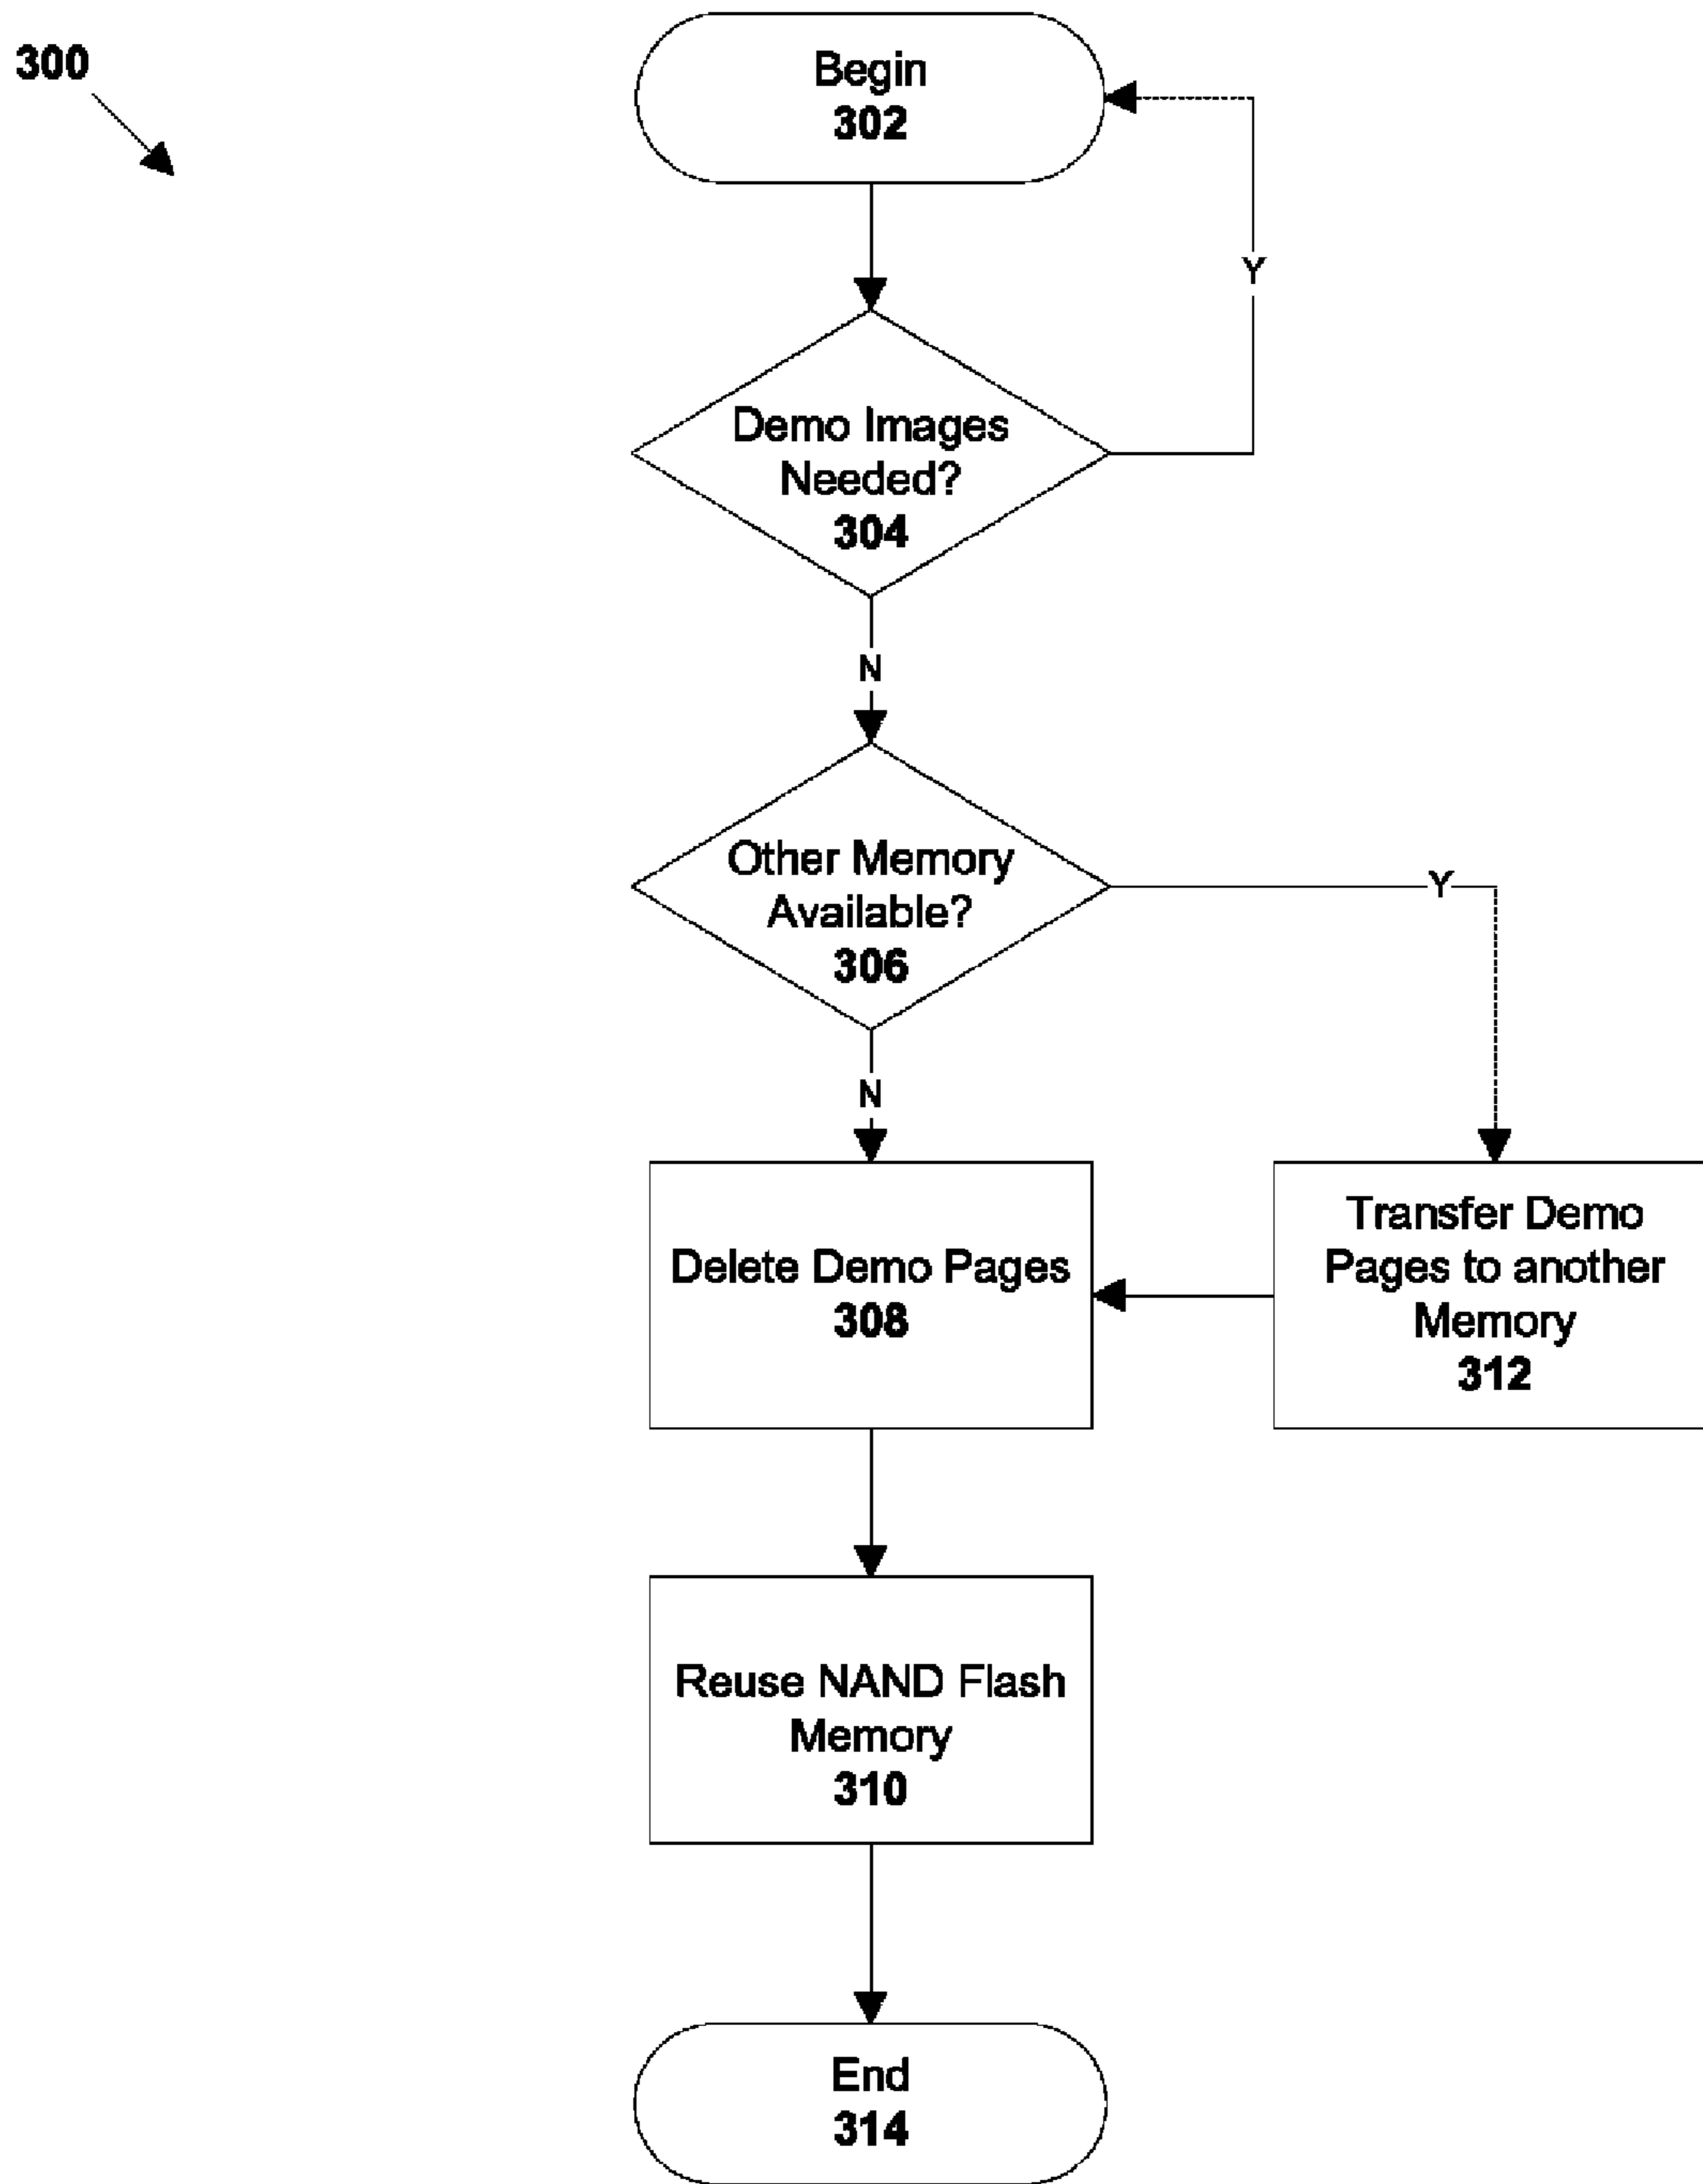 300
Begin
302
Y
Demo Images
Needed?
304
N
Other Memory
Available?
306
Y
N
Delete Demo Pages
308
Transfer Demo
Pages to another
Memory
312
Reuse NAND Flash
Memory
310
End
314